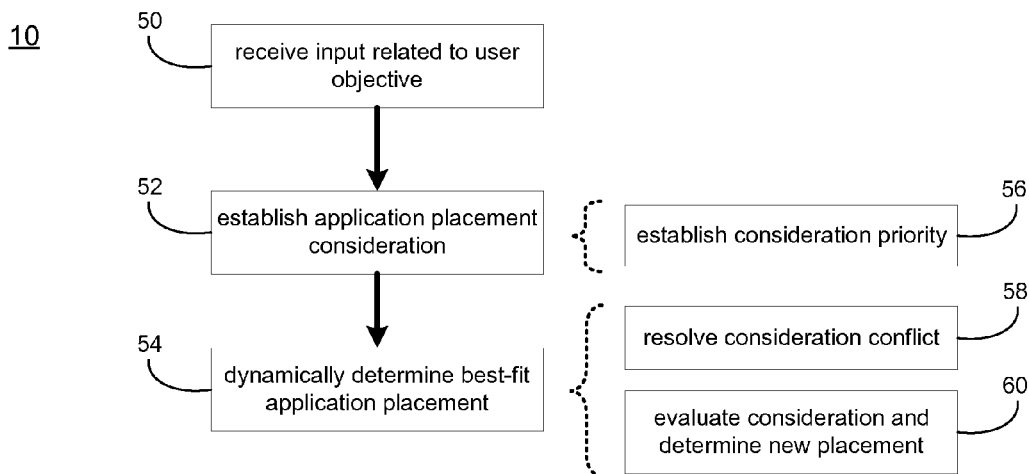 10
50
receive input related to user
objective
52
establish application placement
consideration
56
establish consideration priority
58
resolve consideration conflict
54
dynamically determine best-fit
application placement
60
evaluate consideration and
determine new placement